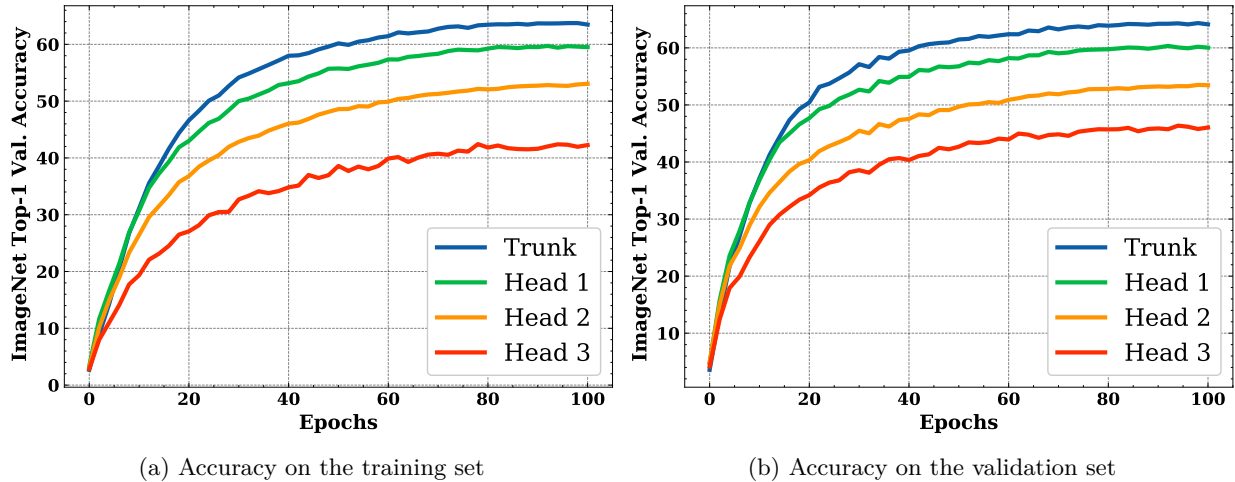 ImageNet Top-1 Val. Accuracy
60
50
40
30
20
10
0
0 20 40 60 80 100
Epochs
Trunk
Head 1
Head 2
Head 3
(a) Accuracy on the training set
ImageNet Top-1 Val. Accuracy
60
50
40
30
20
10
0 20 40 60 80 100
Epochs
Trunk
Head 1
Head 2
Head 3
(b) Accuracy on the validation set